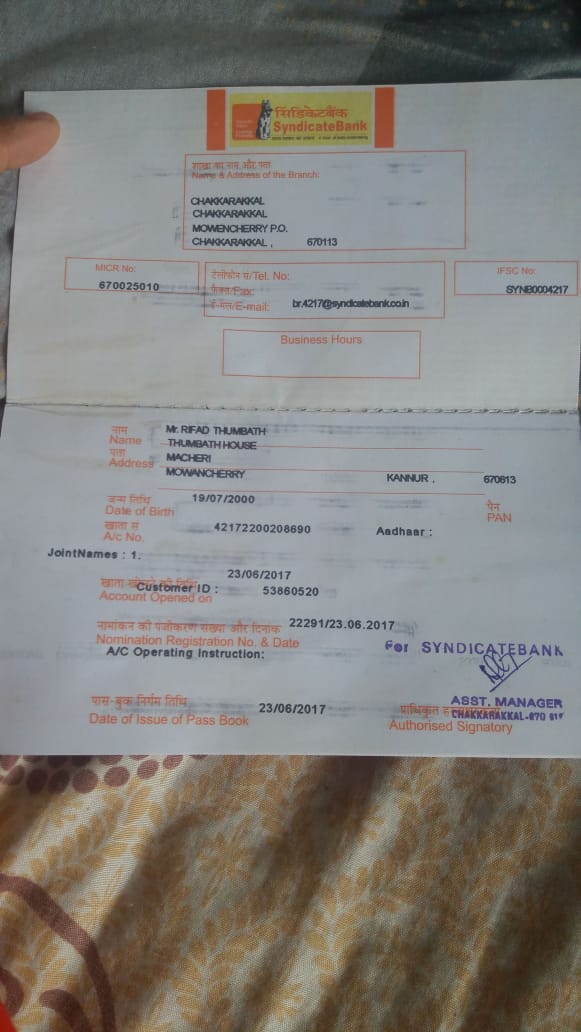 सिंडिकेटबैंक
SyndicateBank
शाखा का नाम और पता
Name & Address of the Branch:
CHAKKARAKKAL
CHAKKARAKKAL
MOWENCHERY P.O.
CHAKKARAKKAL , 670113
MICR No:
670025010
टेलीफोन सं/Tel. No:
फैक्स/Fax:
ई-मेल/E-mail: br.4217@syndicatebank.co.in
IFSC No:
SYNB0004217
Business Hours
नाम
Name Mr. RIFAD THUMBATH
THUMBATH HOUSE
पता
Address MACHERI
MOWANCHERRY KANNUR , 670613
जन्म तिथि
Date of Birth 19/07/2000
पैन
PAN
खाता सं
A/c No. 42172200208690 Aadhaar :
JointNames : 1.
23/06/2017
खाता खोलने की तिथि
Customer ID : 53860520
Account Opened on
नामांकन की पंजीकरण संख्या और दिनांक 22291/23.06.2017
Nomination Registration No. & Date
A/C Operating Instruction:
For SYNDICATEBANK
पास-बुक निर्गम तिथि
Date of Issue of Pass Book 23/06/2017
ASST. MANAGER
प्राधिकृत
CHAKKARAKKAL-670
Authorised Signatory